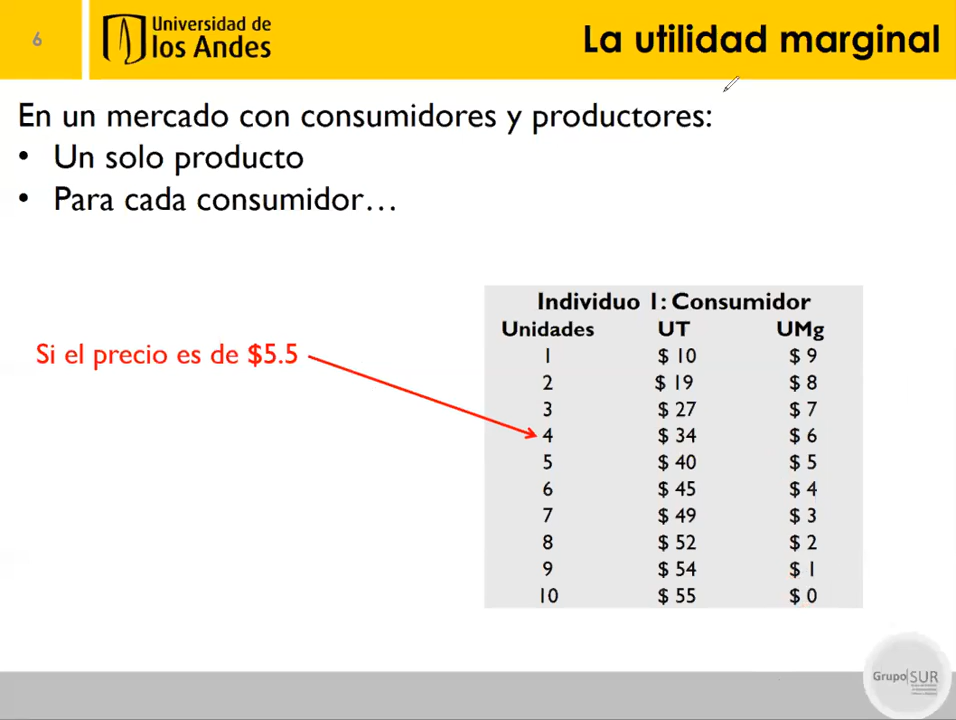 6
Universidad de
los Andes
La utilidad marginal
En un mercado con consumidores y productores:
• Un solo producto
• Para cada consumidor…
Si el precio es de $5.5
Individuo 1: Consumidor
Unidades UT UMg
1 $ 10 $ 9
2 $ 19 $ 8
3 $ 27 $ 7
4 $ 34 $ 6
5 $ 40 $ 5
6 $ 45 $ 4
7 $ 49 $ 3
8 $ 52 $ 2
9 $ 54 $ 1
10 $ 55 $ 0
Grupo|SUR